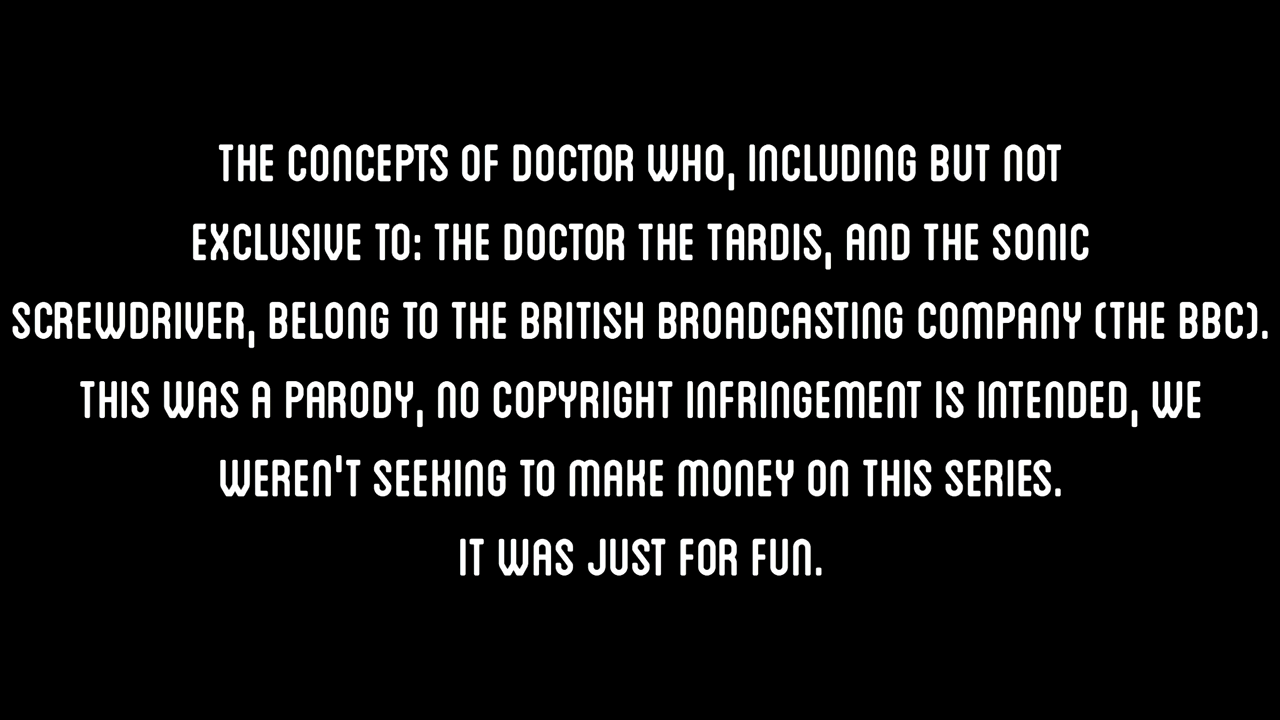 THE CONCEPTS OF DOCTOR WHO, INCLUDING BUT NOT
EXCLUSIVE TO: THE DOCTOR THE TARDIS, AND THE SONIC
SCREWDRIVER, BELONG TO THE BRITISH BROADCASTING COMPANY (THE BBC).
THIS WAS A PARODY, NO COPYRIGHT INFRINGEMENT IS INTENDED, WE
WEREN'T SEEKING TO MAKE MONEY ON THIS SERIES.
IT WAS JUST FOR FUN.